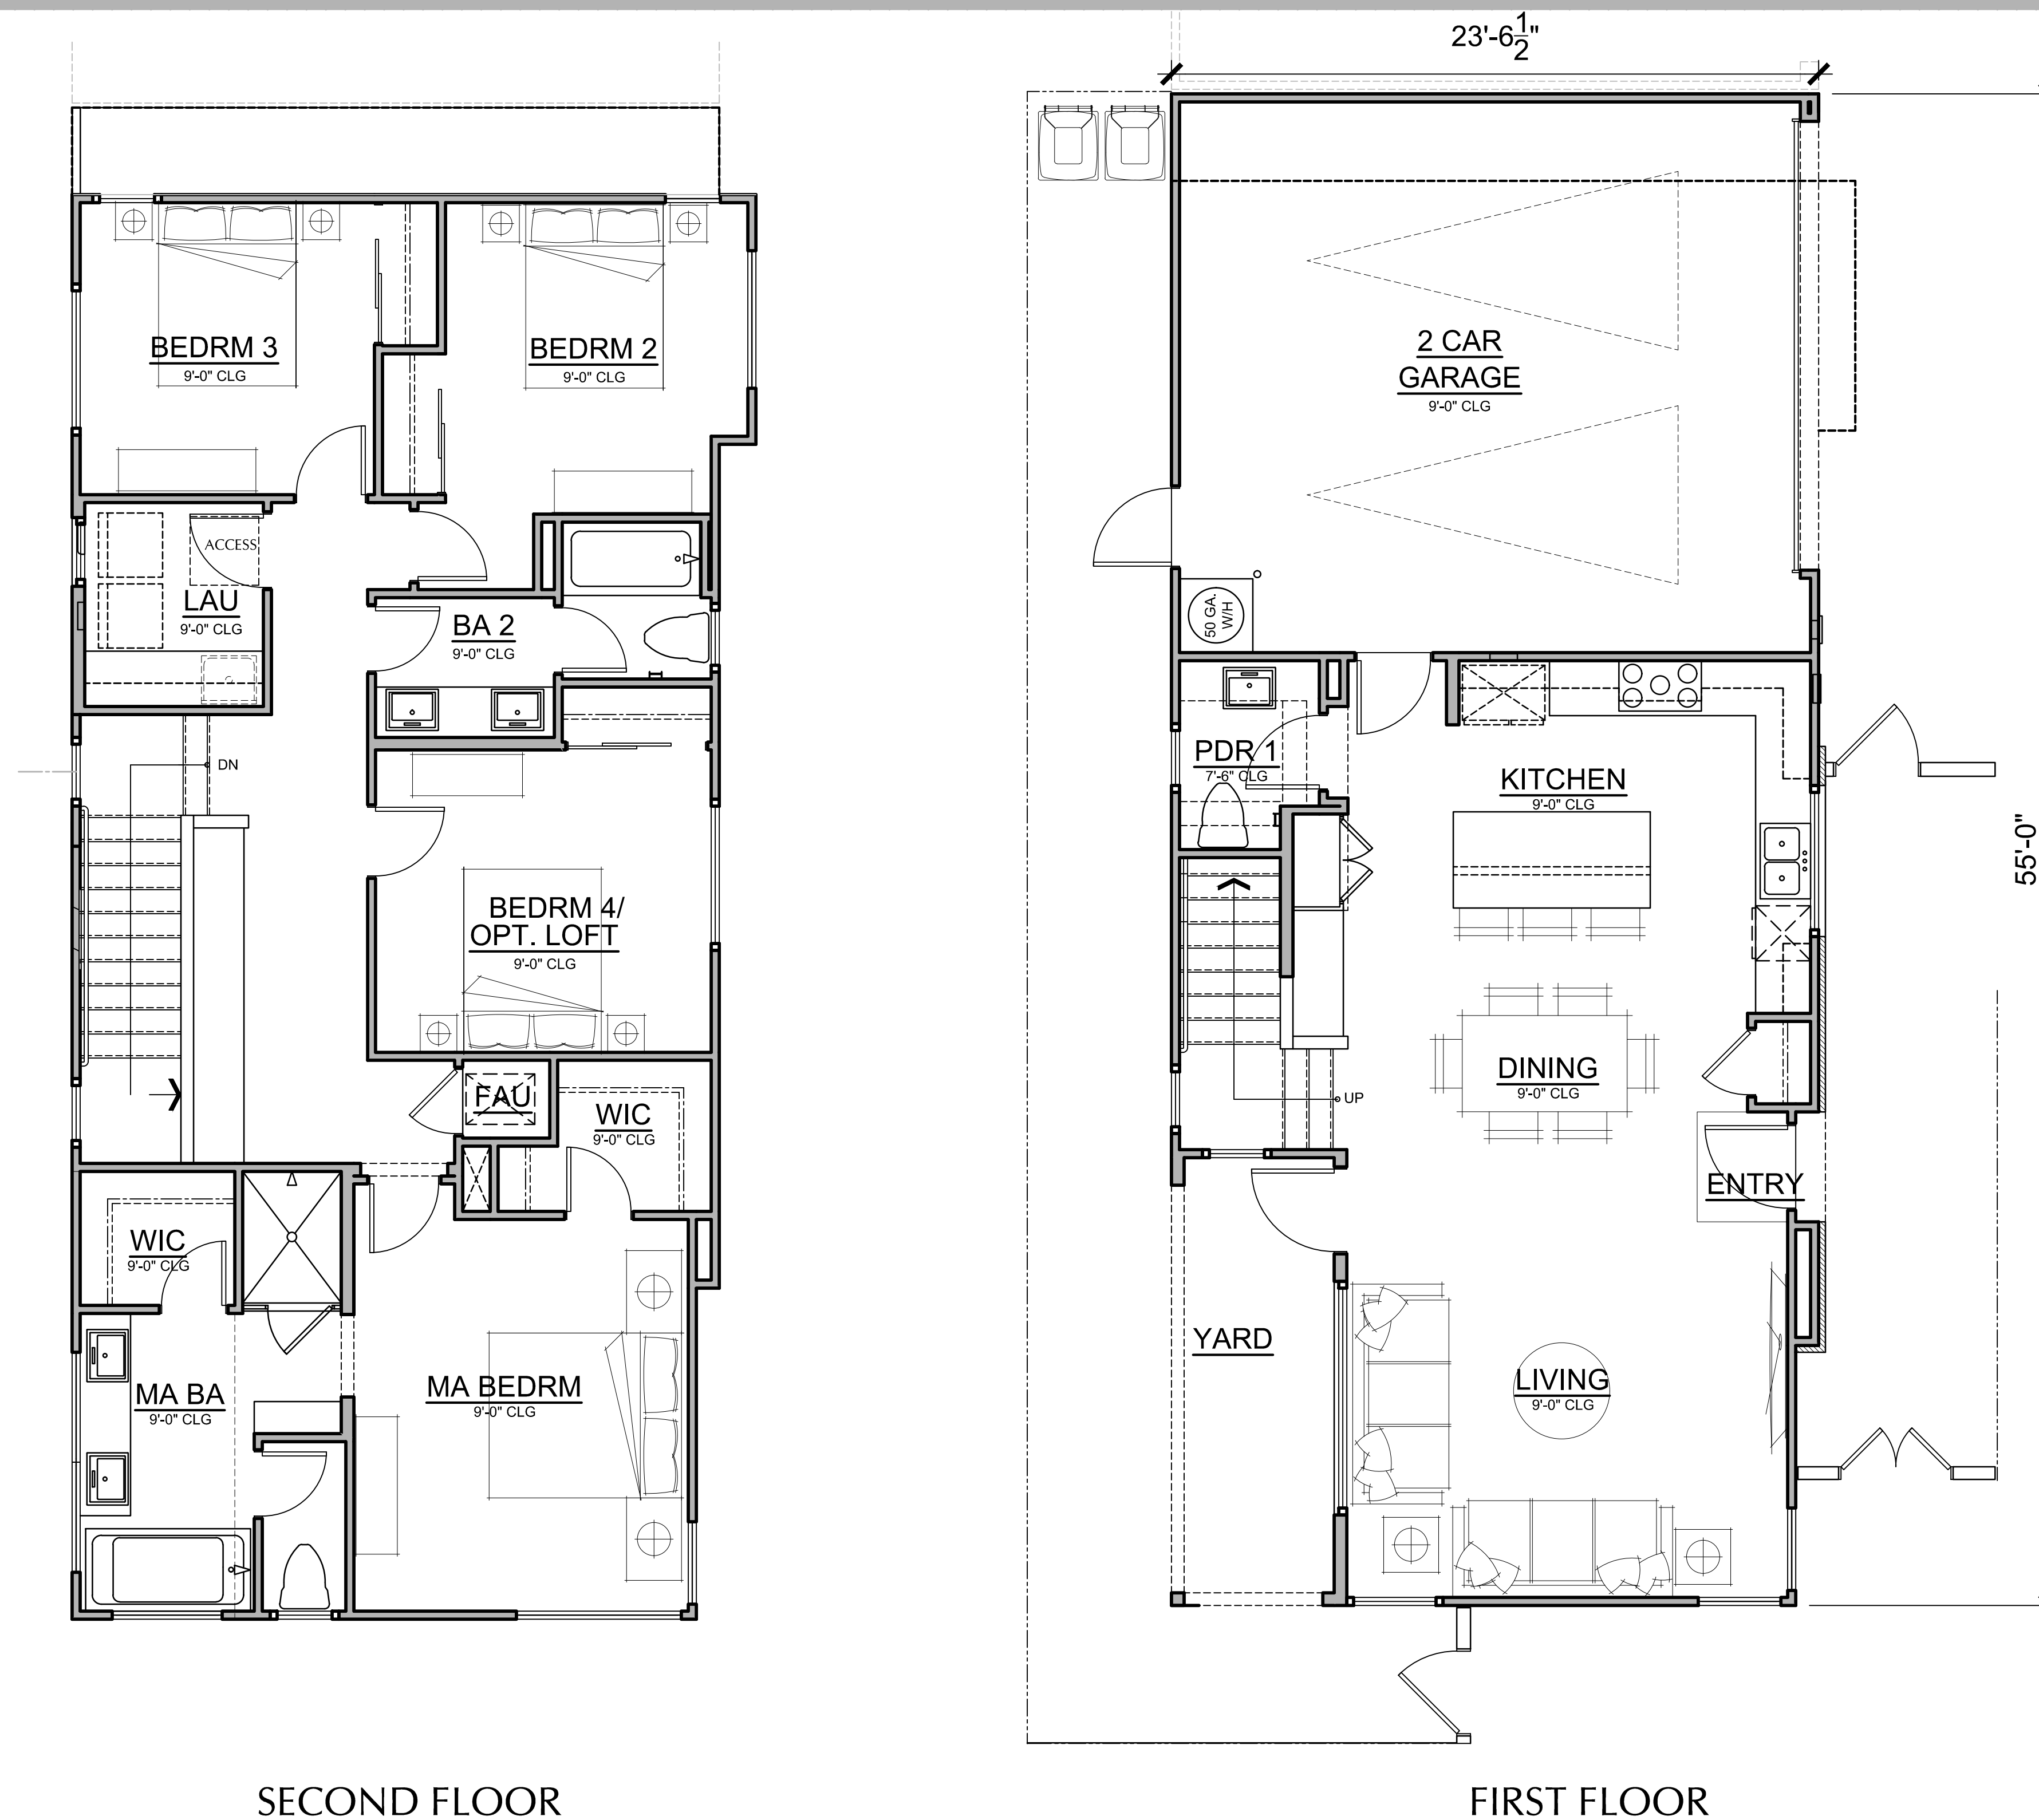 23'-6 1/2"
55'-0"
BEDRM 3
9'-0" CLG
BEDRM 2
9'-0" CLG
ACCESS
LAU
9'-0" CLG
BA 2
9'-0" CLG
DN
BEDRM 4/
OPT. LOFT
9'-0" CLG
FAU
WIC
9'-0" CLG
WIC
9'-0" CLG
MA BA
9'-0" CLG
MA BEDRM
9'-0" CLG
SECOND FLOOR
2 CAR
GARAGE
9'-0" CLG
50 GA.
W/H
PDR 1
7'-6" CLG
KITCHEN
9'-0" CLG
DINING
9'-0" CLG
UP
ENTRY
YARD
LIVING
9'-0" CLG
FIRST FLOOR